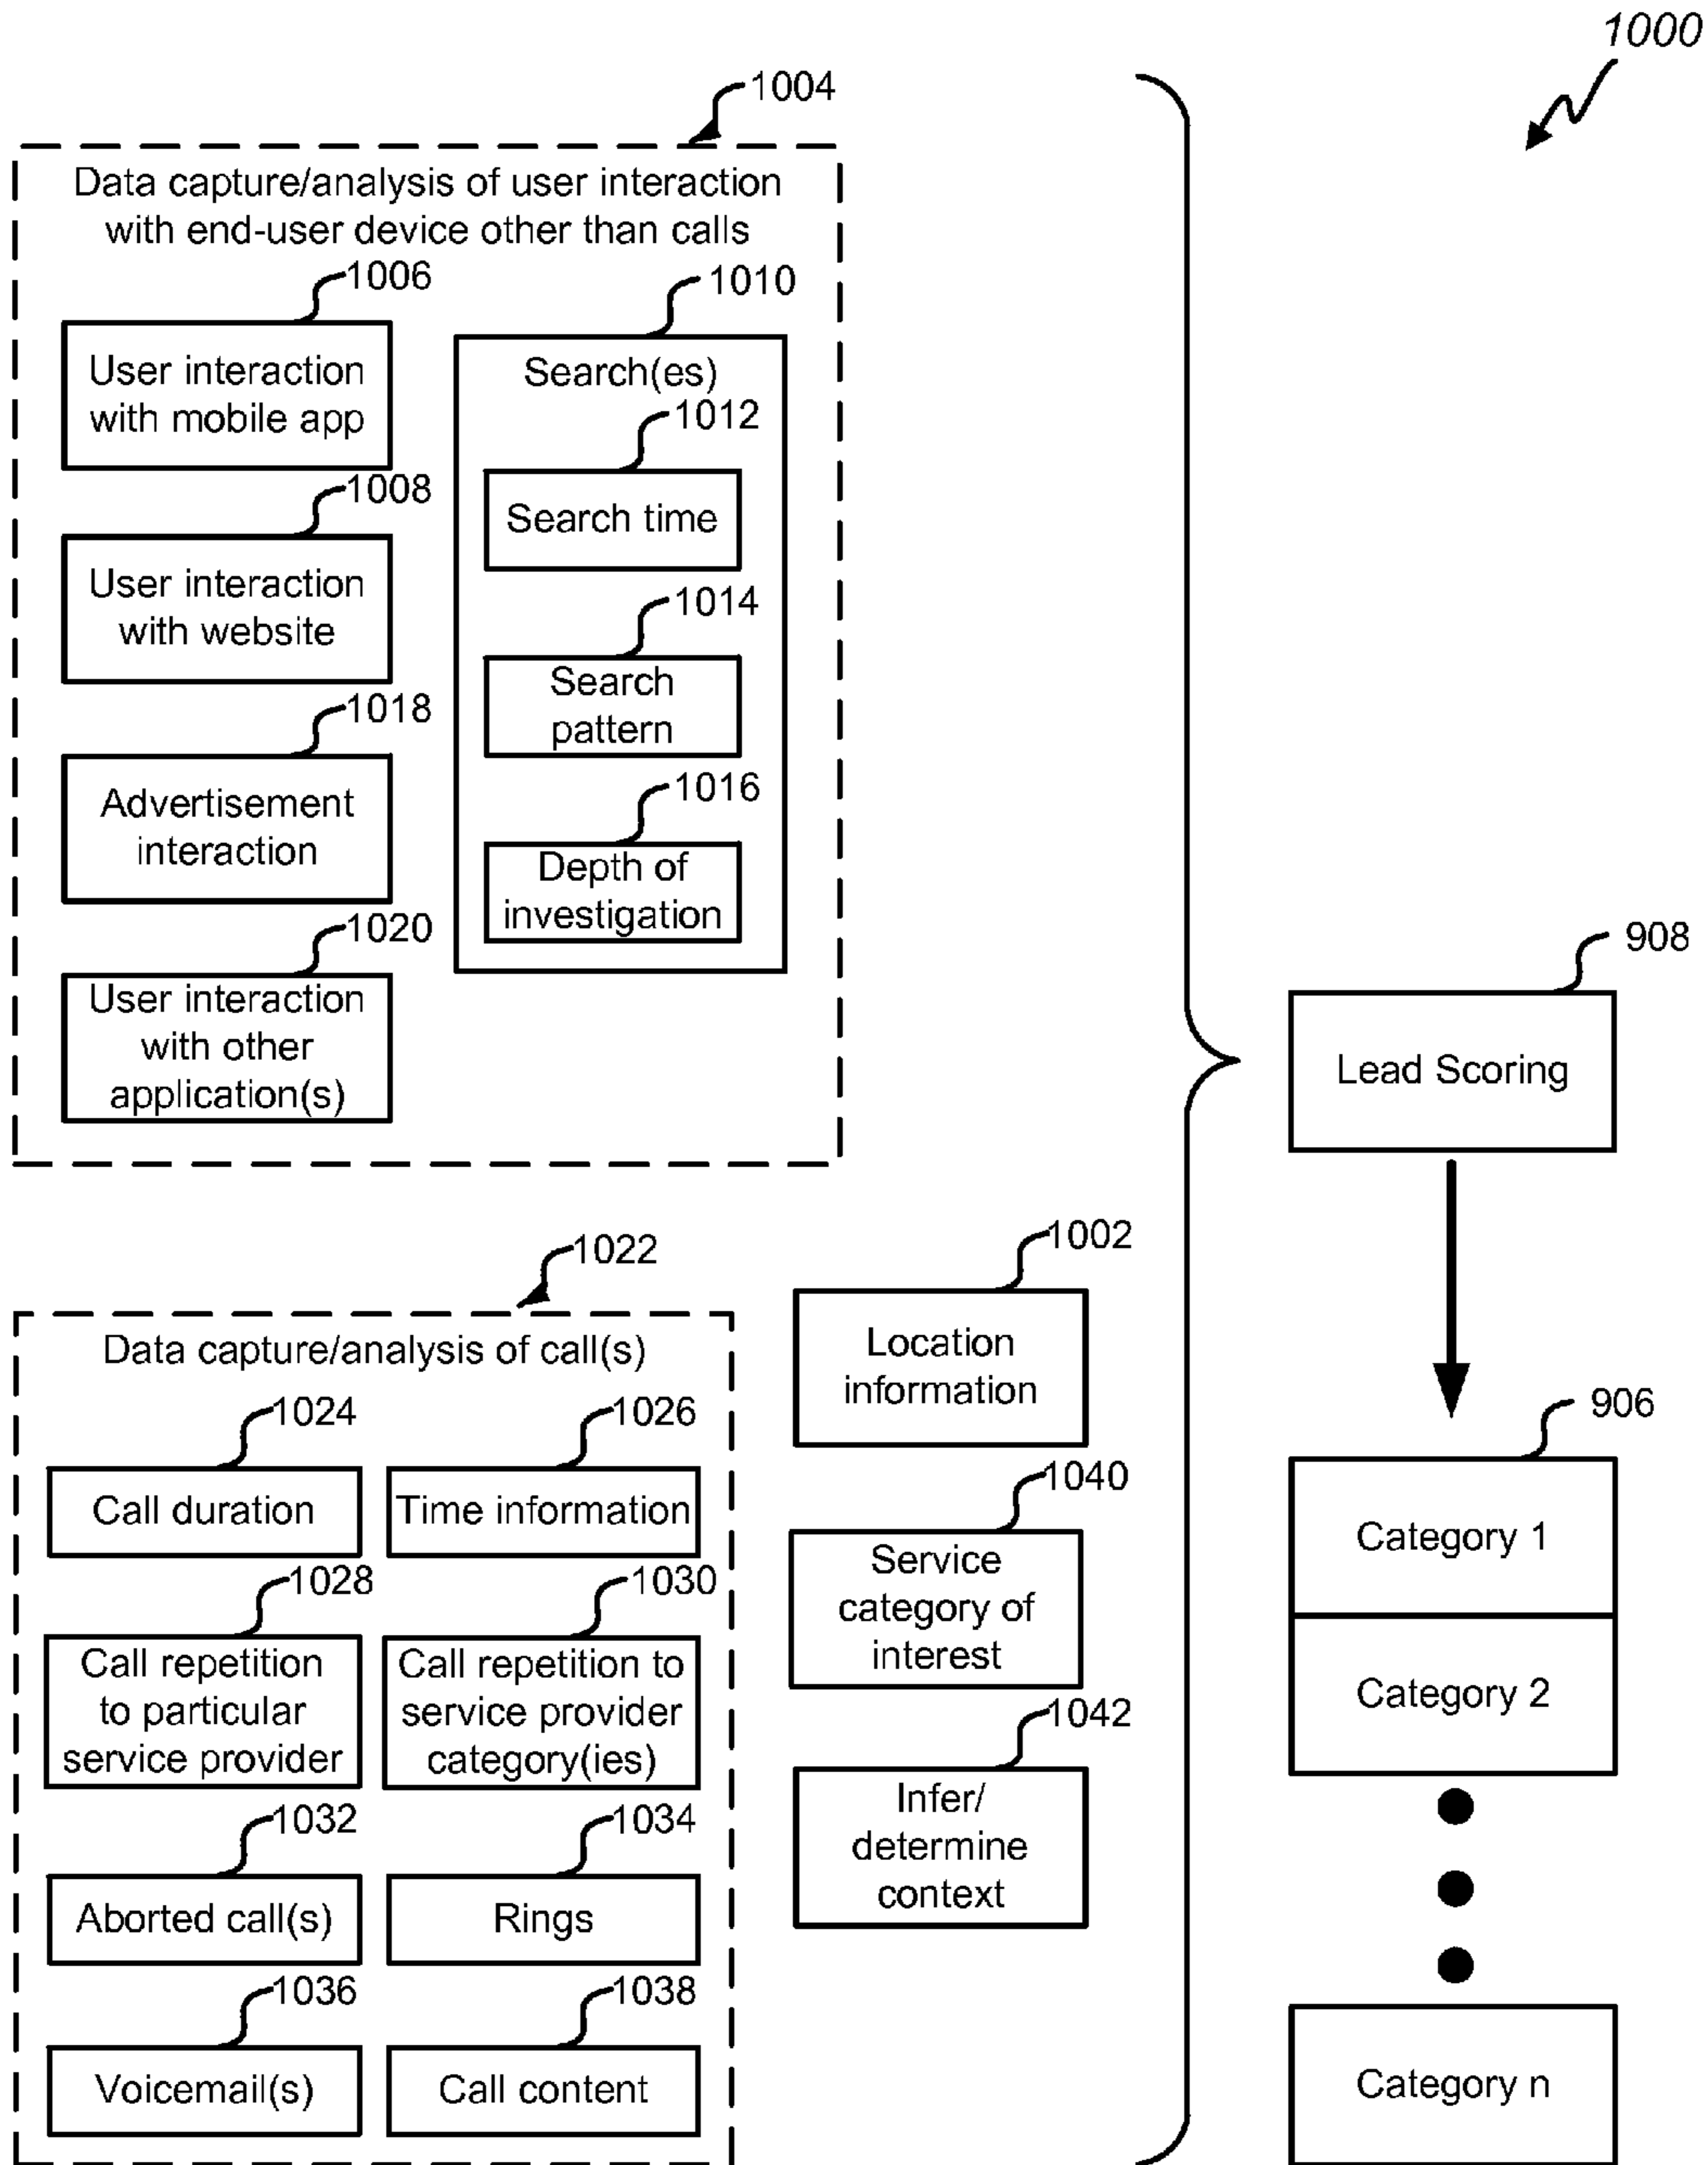 1000
1004
Data capture/analysis of user interaction
with end-user device other than calls
1006
User interaction
with mobile app
1008
User interaction
with website
1018
Advertisement
interaction
1020
User interaction
with other
application(s)
1010
Search(es)
1012
Search time
1014
Search
pattern
1016
Depth of
investigation
1022
Data capture/analysis of call(s)
1024
Call duration
1026
Time information
1028
Call repetition
to particular
service provider
1030
Call repetition to
service provider
category(ies)
1032
Aborted call(s)
1034
Rings
1036
Voicemail(s)
1038
Call content
1002
Location
information
1040
Service
category of
interest
1042
Infer/
determine
context
908
Lead Scoring
906
Category 1
Category 2
Category n